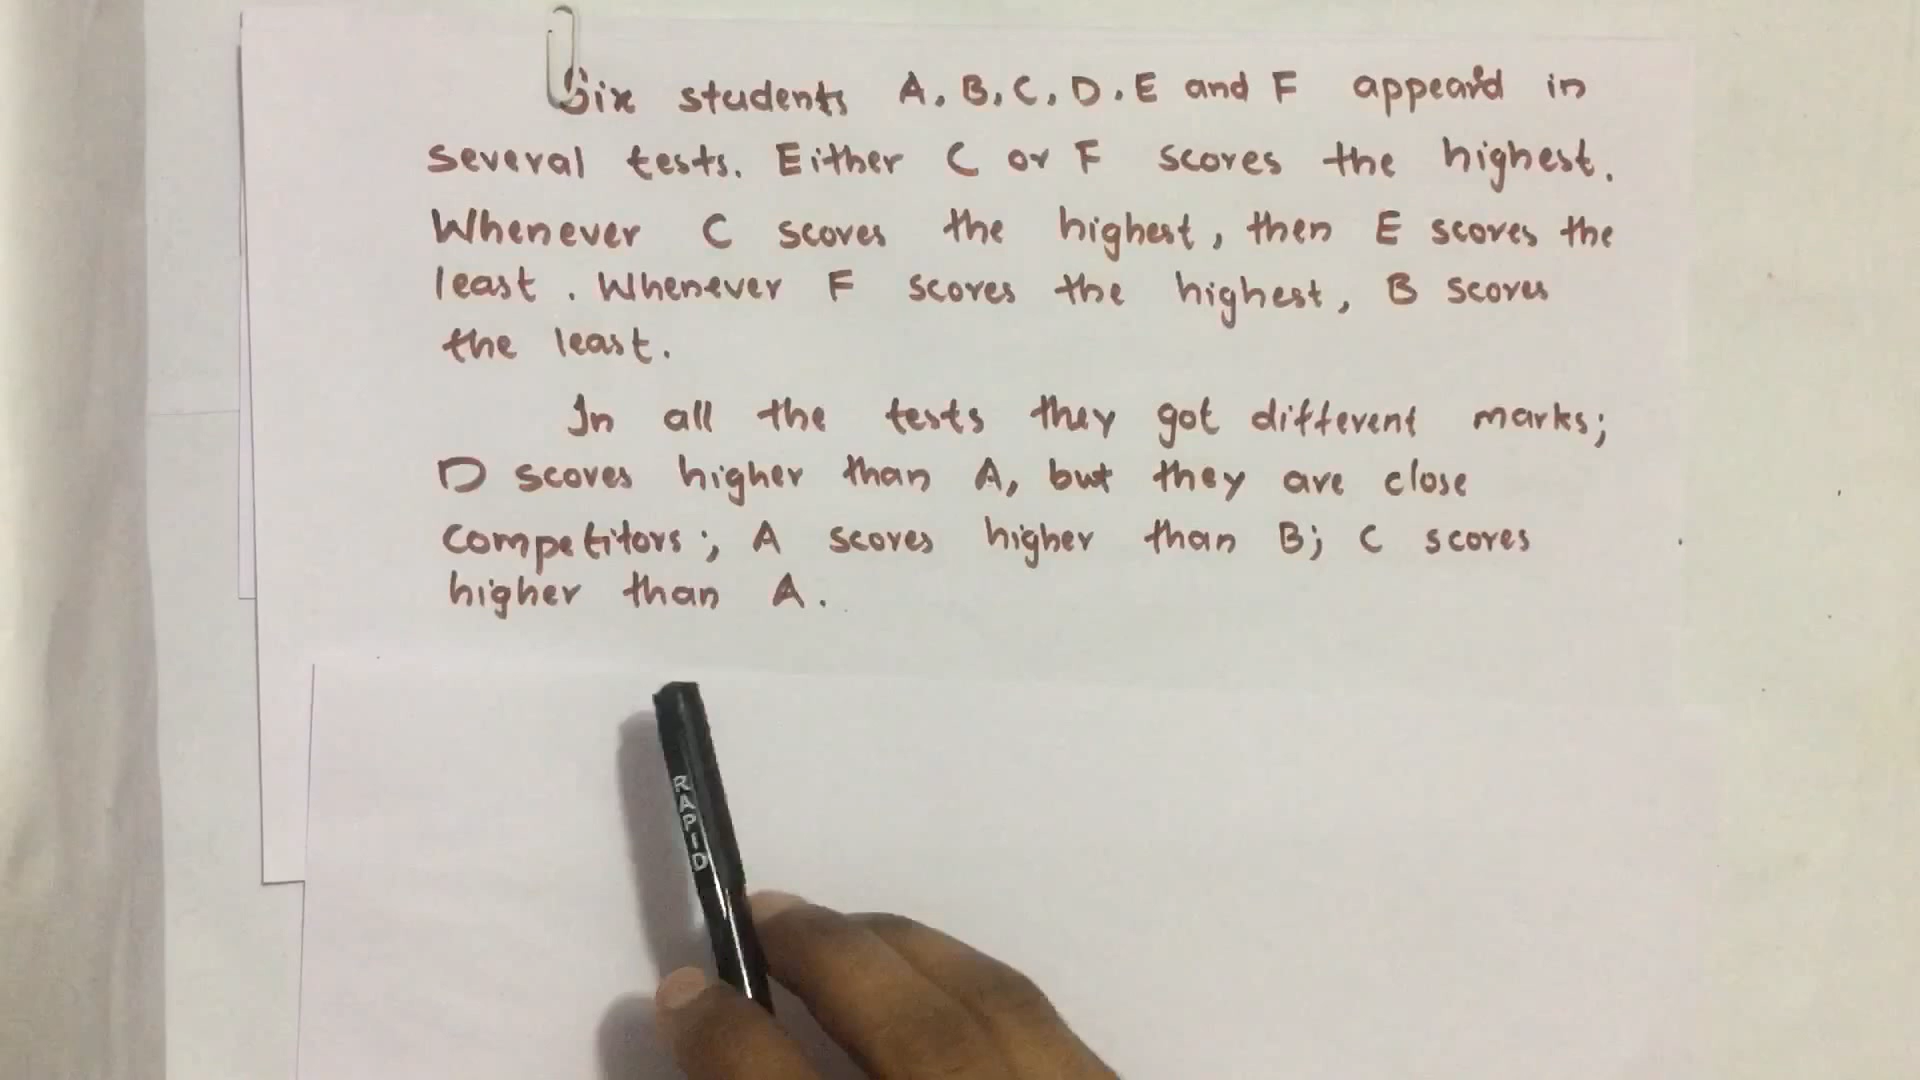 Six students A, B, C, D, E and F appear'd in
several tests. Either C or F scores the highest.
Whenever C scores the highest, then E scores the
least. Whenever F scores the highest, B scores
the least.
In all the tests they got different marks;
D scores higher than A, but they are close
competitors; A scores higher than B; C scores
higher than A.
RAPID